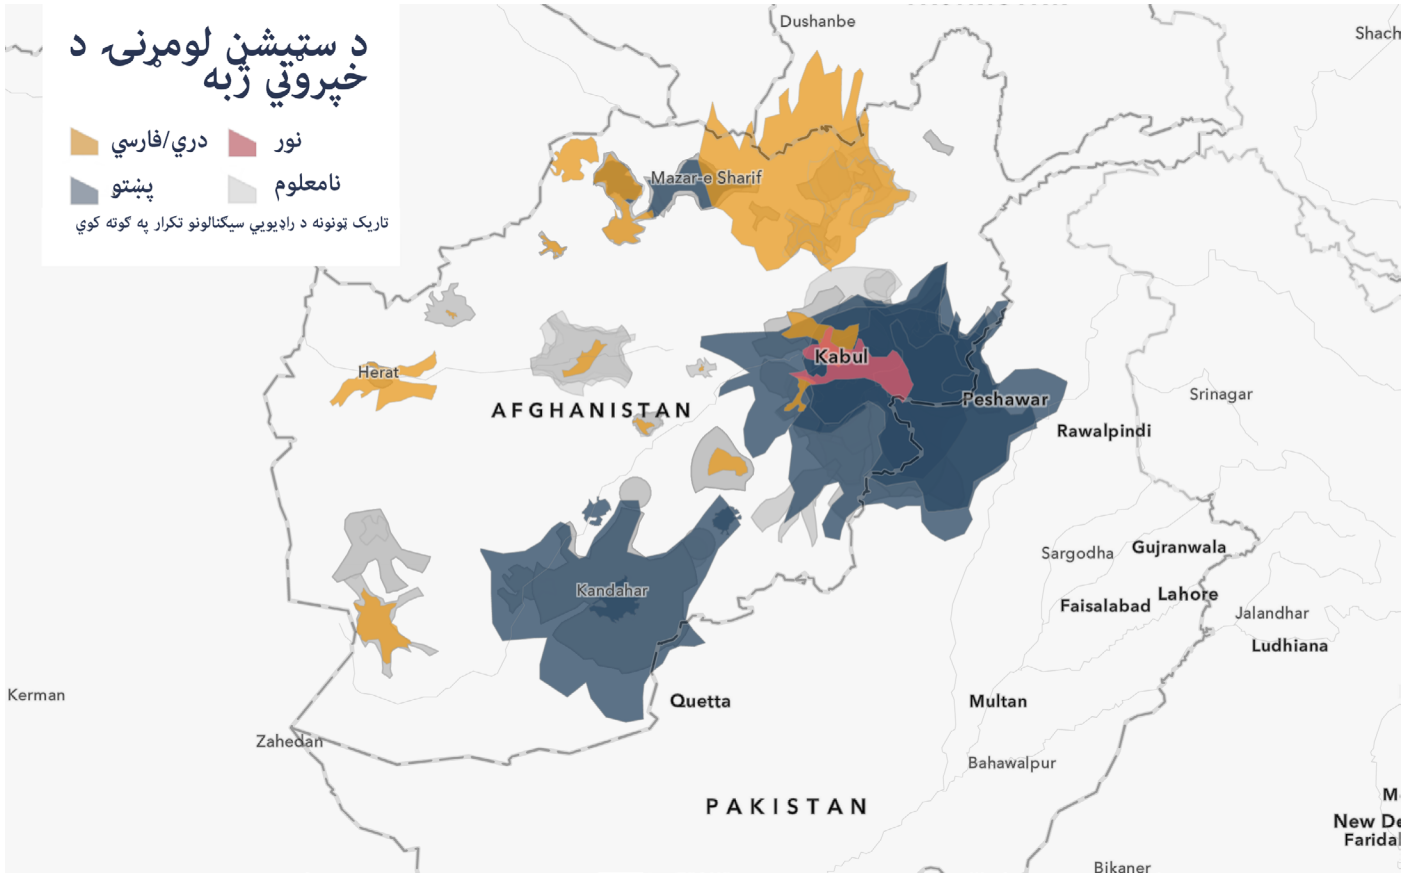 د سټیشن لومړنۍ د
خپروټي ژبه
دري/فارسي
نور
پښتو
نامعلوم
تاریک ټونونه د راډیويي سیګنالونو تکرار په ګوته کوي
Dushanbe
Shach
Mazar-e Sharif
Herat
Kabul
AFGHANISTAN
Peshawar
Srinagar
Rawalpindi
Sargodha
Gujranwala
Kandahar
Lahore
Faisalabad
Jalandhar
Ludhiana
Kerman
Quetta
Multan
Zahedan
Bahawalpur
PAKISTAN
M
New De
Farida
Bikaner